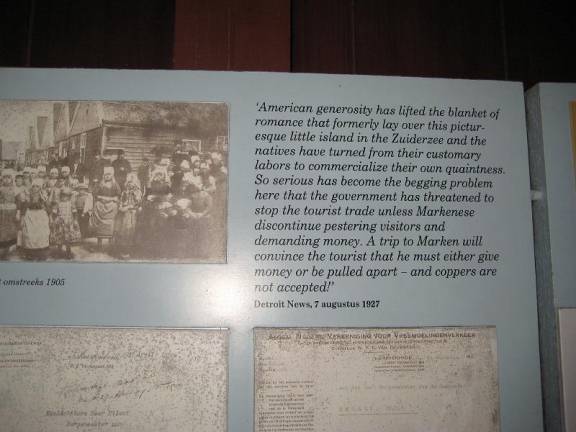 'American generosity has lifted the blanket of
romance that formerly lay over this pictur-
esque little island in the Zuiderzee and the
natives have turned from their customary
labors to commercialize their own quaintness.
So serious has become the begging problem
here that the government has threatened to
stop the tourist trade unless Markenese
discontinue pestering visitors and
demanding money. A trip to Marken will
convince the tourist that he must either give
money or be pulled apart – and coppers are
not accepted!'
Detroit News, 7 augustus 1927
omstreeks 1905
VEREENIGING VOOR VREEMDELINGENVERKEER